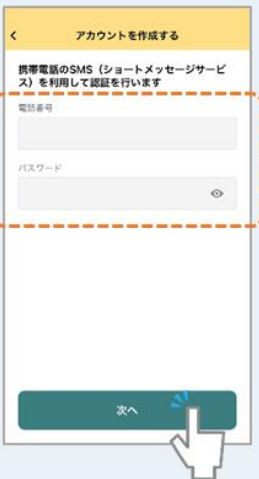 アカウントを作成する
携帯電話のSMS（ショートメッセージサービ
ス）を利用して認証を行います
電話番号
パスワード
次へ